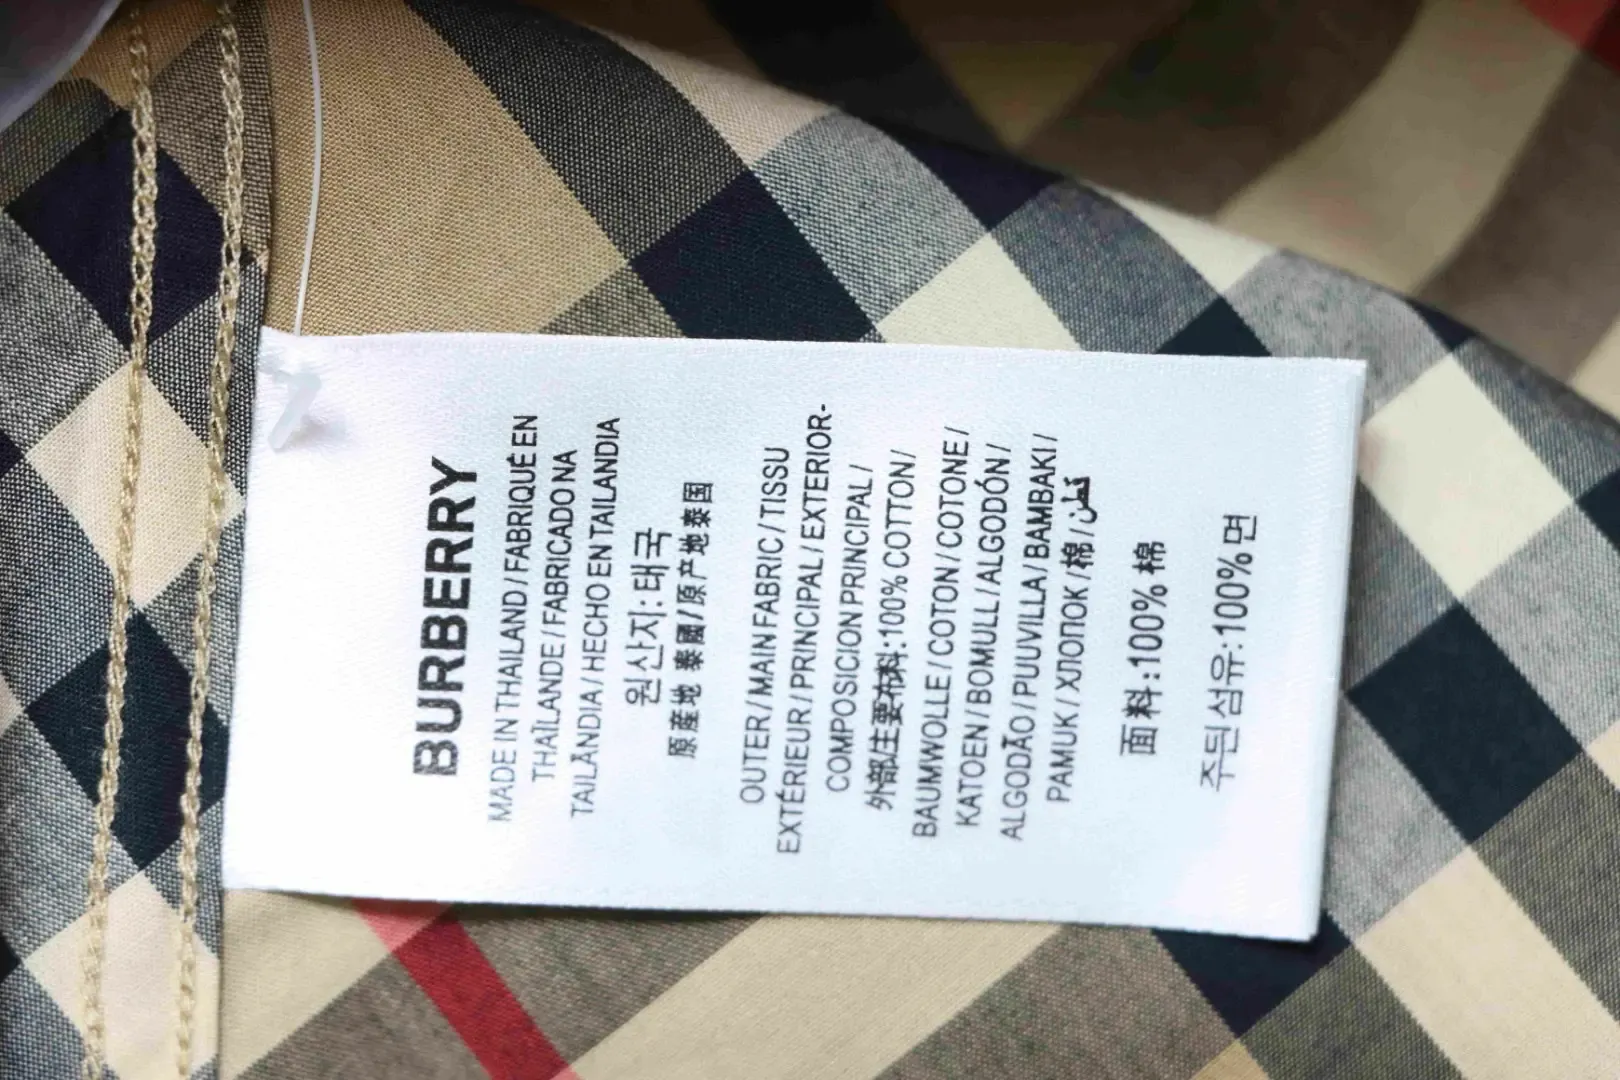 BURBERRY
MADE IN THAILAND / FABRIQUÉ EN
THAÏLANDE / FABRICADO NA
TAILÂNDIA / HECHO EN TAILANDIA
원산지: 태국
原産地 泰國/原产地泰国
OUTER / MAIN FABRIC / TISSU
EXTÉRIEUR / PRINCIPAL / EXTERIOR-
COMPOSICION PRINCIPAL /
外部/主要布料:100% COTTON /
BAUMWOLLE / COTON / COTONE /
KATOEN / BOMULL / ALGODÓN /
ALGODÃO / PUUVILLA / BAMBAKI /
PAMUK / ХЛОПОК / 棉 / قطن
面料:100% 棉
주된섬유:100%면